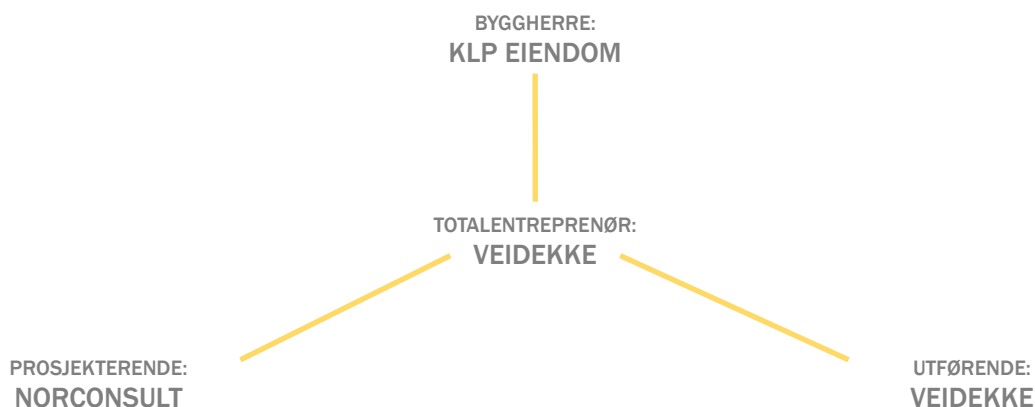 BYGGHERRE:
KLP EIENDOM
TOTALENTREPRENØR:
VEIDEKKE
PROSJEKTERENDE:
NORCONSULT
UTFØRENDE:
VEIDEKKE